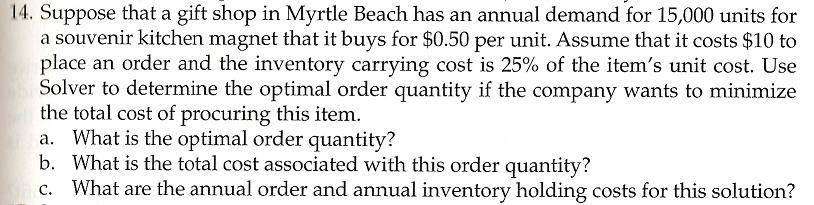 14. Suppose that a gift shop in Myrtle Beach has an annual demand for 15,000 units for
a souvenir kitchen magnet that it buys for $0.50 per unit. Assume that it costs $10 to
place an order and the inventory carrying cost is 25% of the item's unit cost. Use
Solver to determine the optimal order quantity if the company wants to minimize
the total cost of procuring this item.
a. What is the optimal order quantity?
b. What is the total cost associated with this order quantity?
c. What are the annual order and annual inventory holding costs for this solution?